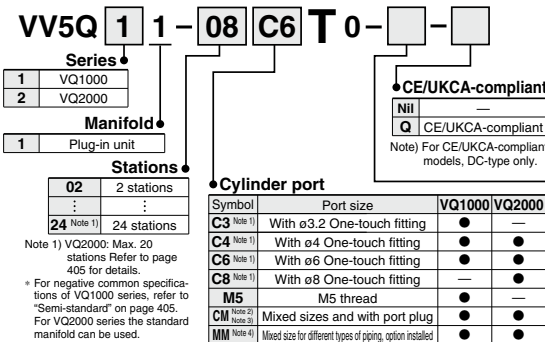 VV5Q 1 1 – 08 C6 T 0 – –
Series
1 VQ1000
2 VQ2000
Manifold
1 Plug-in unit
Stations
02 2 stations
⋮ ⋮
24 Note 1) 24 stations
Note 1) VQ2000: Max. 20
stations Refer to page
405 for details.
* For negative common specifica-
tions of VQ1000 series, refer to
"Semi-standard" on page 405.
For VQ2000 series the standard
manifold can be used.
CE/UKCA-compliant
Nil —
Q CE/UKCA-compliant
Note) For CE/UKCA-compliant
models, DC-type only.
Cylinder port
Symbol Port size VQ1000 VQ2000
C3 Note 1) With ø3.2 One-touch fitting ● —
C4 Note 1) With ø4 One-touch fitting ● ●
C6 Note 1) With ø6 One-touch fitting ● ●
C8 Note 1) With ø8 One-touch fitting — ●
M5 M5 thread ● —
CM Note 2) Note 3) Mixed sizes and with port plug ● ●
MM Note 4) Mixed size for different types of piping, option installed ● ●